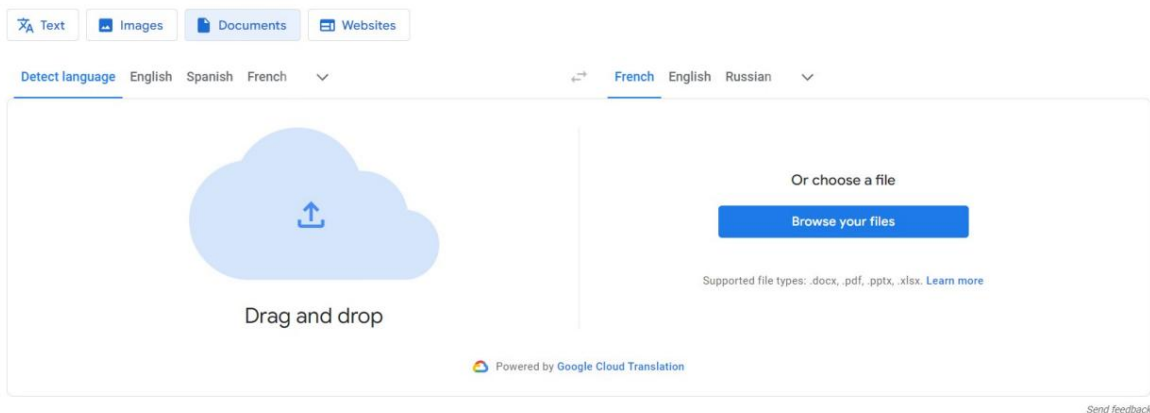 Text Images Documents Websites
Detect language English Spanish French French English Russian
Or choose a file
Browse your files
Supported file types: .docx, .pdf, .pptx, .xlsx. Learn more
Drag and drop
Powered by Google Cloud Translation
Send feedback